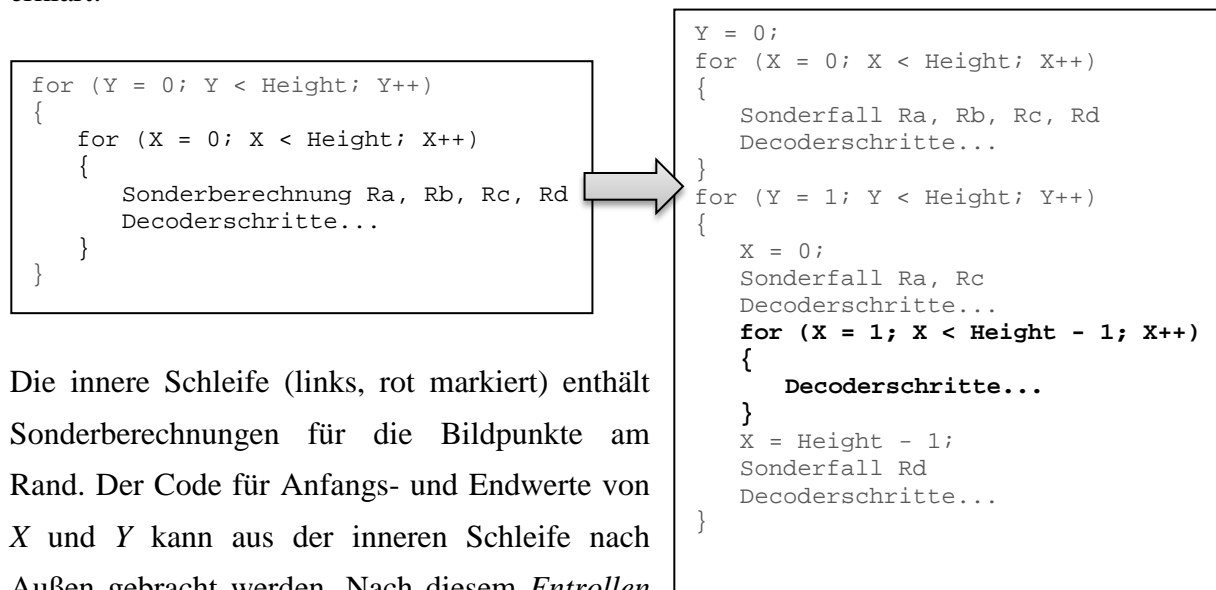 for (Y = 0; Y < Height; Y++)
{
for (X = 0; X < Height; X++)
{
Sonderberechnung Ra, Rb, Rc, Rd
Decoderschritte...
}
}
Y = 0;
for (X = 0; X < Height; X++)
{
Sonderfall Ra, Rb, Rc, Rd
Decoderschritte...
}
for (Y = 1; Y < Height; Y++)
{
X = 0;
Sonderfall Ra, Rc
Decoderschritte...
for (X = 1; X < Height - 1; X++)
{
Decoderschritte...
}
X = Height - 1;
Sonderfall Rd
Decoderschritte...
}
Die innere Schleife (links, rot markiert) enthält
Sonderberechnungen für die Bildpunkte am
Rand. Der Code für Anfangs- und Endwerte von
X und Y kann aus der inneren Schleife nach
Außen gebracht werden. Nach diesem Entrollen